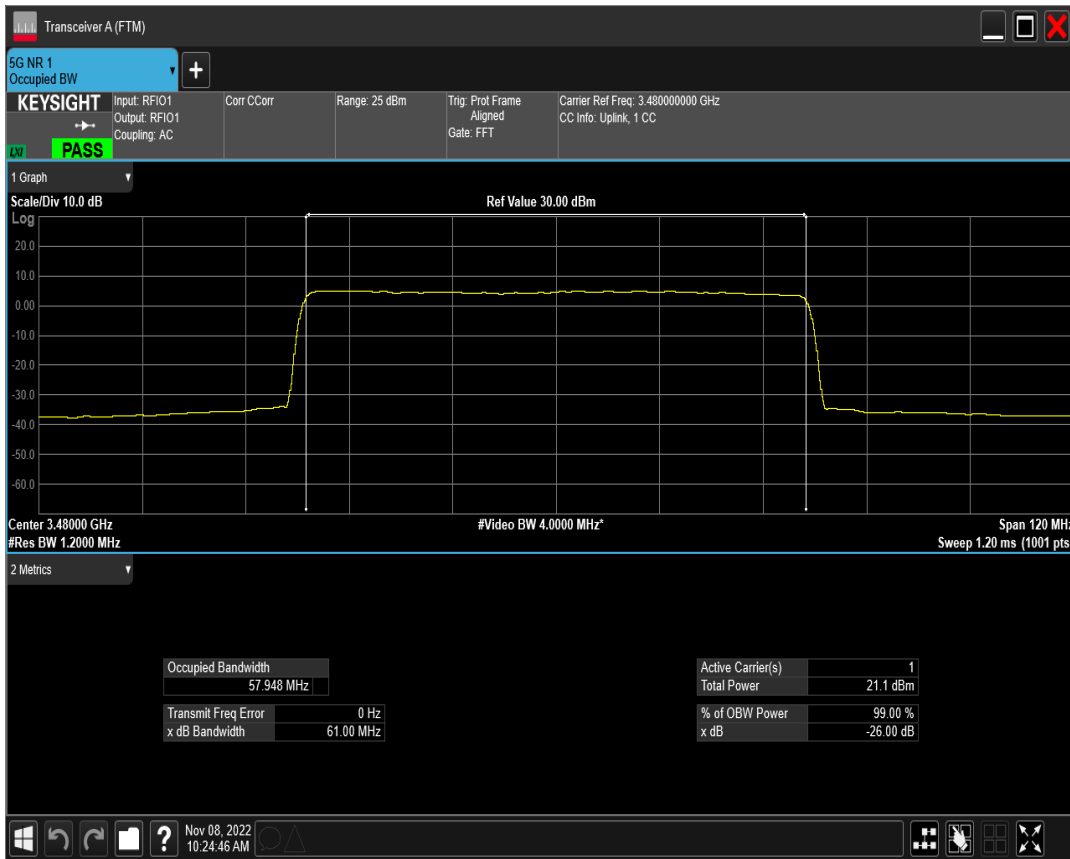 Transceiver A (FTM)
5G NR 1
Occupied BW
+
KEYSIGHT
LXI
PASS
Input: RFIO1
Output: RFIO1
Coupling: AC
Corr CCorr
Range: 25 dBm
Trig: Prot Frame
Aligned
Gate: FFT
Carrier Ref Freq: 3.480000000 GHz
CC Info: Uplink, 1 CC
1 Graph
Scale/Div 10.0 dB
Ref Value 30.00 dBm
Log
20.0
10.0
0.00
-10.0
-20.0
-30.0
-40.0
-50.0
-60.0
Center 3.48000 GHz
#Video BW 4.0000 MHz*
Span 120 MHz
#Res BW 1.2000 MHz
Sweep 1.20 ms (1001 pts
2 Metrics
Occupied Bandwidth
57.948 MHz
Transmit Freq Error 0 Hz
x dB Bandwidth 61.00 MHz
Active Carrier(s) 1
Total Power 21.1 dBm
% of OBW Power 99.00 %
x dB -26.00 dB
?
Nov 08, 2022
10:24:46 AM